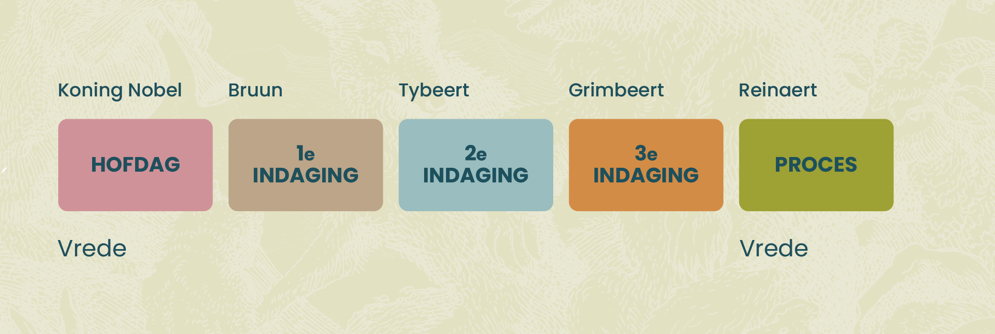 Koning Nobel
Bruun
Tybeert
Grimbeert
Reinaert
HOFDAG
1e
INDAGING
2e
INDAGING
3e
INDAGING
PROCES
Vrede
Vrede